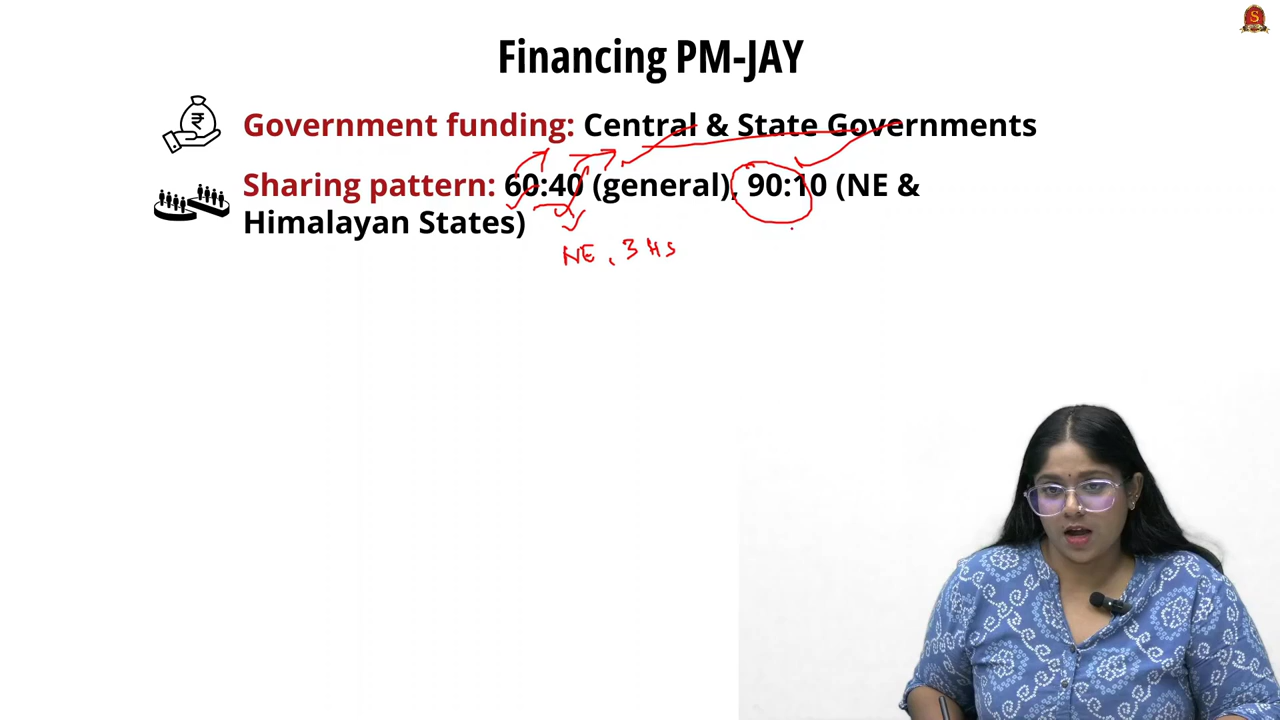 Financing PM-JAY
Government funding: Central & State Governments
Sharing pattern: 60:40 (general), 90:10 (NE &
Himalayan States)
NE, 3 HS
S